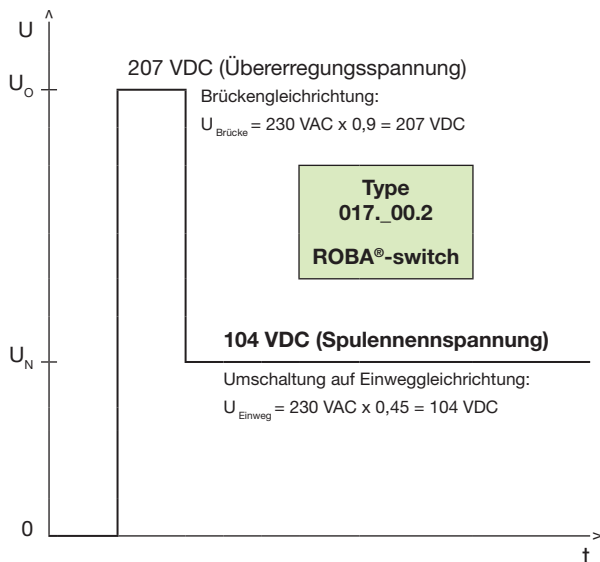 U
U_O
207 VDC (Übererregungsspannung)
Brückengleichrichtung:
U_Brücke = 230 VAC x 0,9 = 207 VDC
Type
017._00.2
ROBA®-switch
104 VDC (Spulennennspannung)
U_N
Umschaltung auf Einweggleichrichtung:
U_Einweg = 230 VAC x 0,45 = 104 VDC
0
t